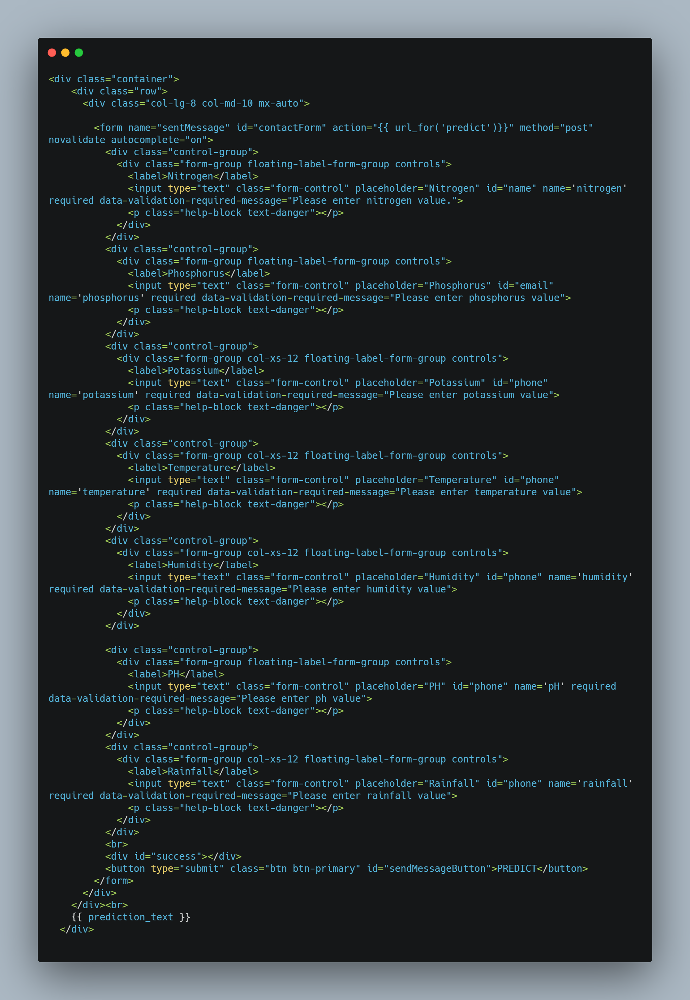 <div class="container">
    <div class="row">
      <div class="col-lg-8 col-md-10 mx-auto">

        <form name="sentMessage" id="contactForm" action="{{ url_for('predict')}}" method="post"
novalidate autocomplete="on">
          <div class="control-group">
            <div class="form-group floating-label-form-group controls">
              <label>Nitrogen</label>
              <input type="text" class="form-control" placeholder="Nitrogen" id="name" name='nitrogen'
required data-validation-required-message="Please enter nitrogen value.">
              <p class="help-block text-danger"></p>
            </div>
          </div>
          <div class="control-group">
            <div class="form-group floating-label-form-group controls">
              <label>Phosphorus</label>
              <input type="text" class="form-control" placeholder="Phosphorus" id="email"
name='phosphorus' required data-validation-required-message="Please enter phosphorus value">
              <p class="help-block text-danger"></p>
            </div>
          </div>
          <div class="control-group">
            <div class="form-group col-xs-12 floating-label-form-group controls">
              <label>Potassium</label>
              <input type="text" class="form-control" placeholder="Potassium" id="phone"
name='potassium' required data-validation-required-message="Please enter potassium value">
              <p class="help-block text-danger"></p>
            </div>
          </div>
          <div class="control-group">
            <div class="form-group col-xs-12 floating-label-form-group controls">
              <label>Temperature</label>
              <input type="text" class="form-control" placeholder="Temperature" id="phone"
name='temperature' required data-validation-required-message="Please enter temperature value">
              <p class="help-block text-danger"></p>
            </div>
          </div>
          <div class="control-group">
            <div class="form-group col-xs-12 floating-label-form-group controls">
              <label>Humidity</label>
              <input type="text" class="form-control" placeholder="Humidity" id="phone" name='humidity'
required data-validation-required-message="Please enter humidity value">
              <p class="help-block text-danger"></p>
            </div>
          </div>

          <div class="control-group">
            <div class="form-group floating-label-form-group controls">
              <label>PH</label>
              <input type="text" class="form-control" placeholder="PH" id="phone" name='pH' required
data-validation-required-message="Please enter ph value">
              <p class="help-block text-danger"></p>
            </div>
          </div>
          <div class="control-group">
            <div class="form-group col-xs-12 floating-label-form-group controls">
              <label>Rainfall</label>
              <input type="text" class="form-control" placeholder="Rainfall" id="phone" name='rainfall'
required data-validation-required-message="Please enter rainfall value">
              <p class="help-block text-danger"></p>
            </div>
          </div>
          <br>
          <div id="success"></div>
          <button type="submit" class="btn btn-primary" id="sendMessageButton">PREDICT</button>
        </form>
      </div>
    </div><br>
    {{ prediction_text }}
  </div>